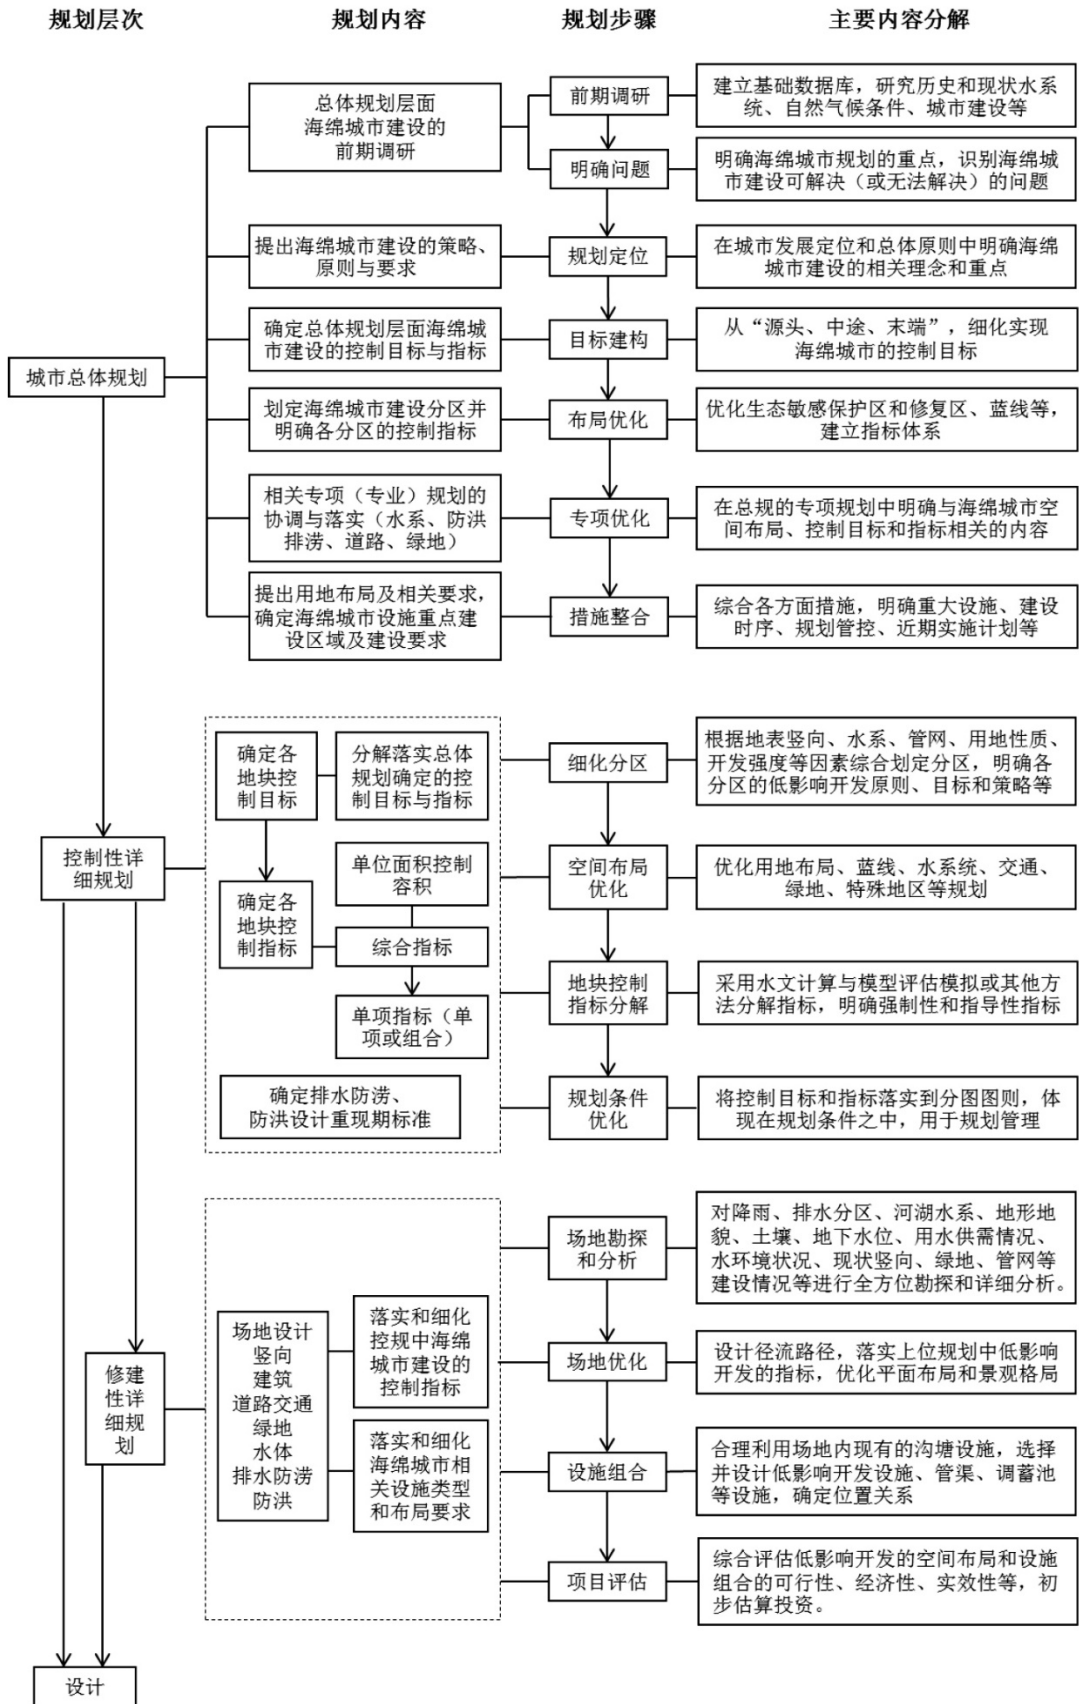 规划层次
规划内容
规划步骤
主要内容分解
总体规划层面
海绵城市建设的
前期调研
前期调研
建立基础数据库，研究历史和现状水系
统、自然气候条件、城市建设等
明确问题
明确海绵城市规划的重点，识别海绵城
市建设可解决（或无法解决）的问题
提出海绵城市建设的策略、
原则与要求
规划定位
在城市发展定位和总体原则中明确海绵
城市建设的相关理念和重点
城市总体规划
确定总体规划层面海绵城
市建设的控制目标与指标
目标建构
从“源头、中途、末端”，细化实现
海绵城市的控制目标
划定海绵城市建设分区并
明确各分区的控制指标
布局优化
优化生态敏感保护区和修复区、蓝线等，
建立指标体系
相关专项（专业）规划的
协调与落实（水系、防洪
排涝、道路、绿地）
专项优化
在总规的专项规划中明确与海绵城市空
间布局、控制目标和指标相关的内容
提出用地布局及相关要求，
确定海绵城市设施重点建
设区域及建设要求
措施整合
综合各方面措施，明确重大设施、建设
时序、规划管控、近期实施计划等
控制性详
细规划
确定各
地块控
制目标
分解落实总体
规划确定的控
制目标与指标
细化分区
根据地表竖向、水系、管网、用地性质、
开发强度等因素综合划定分区，明确各
分区的低影响开发原则、目标和策略等
确定各
地块控
制指标
单位面积控制
容积
综合指标
单项指标（单
项或组合）
空间布局
优化
优化用地布局、蓝线、水系统、交通、
绿地、特殊地区等规划
地块控制
指标分解
采用水文计算与模型评估模拟或其他方
法分解指标，明确强制性和指导性指标
确定排水防涝、
防洪设计重现期标准
规划条件
优化
将控制目标和指标落实到分图图则，体
现在规划条件之中，用于规划管理
修建
性详
细规
划
场地设计
竖向
建筑
道路交通
绿地
水体
排水防涝
防洪
落实和细化
控规中海绵
城市建设的
控制指标
落实和细化
海绵城市相
关设施类型
和布局要求
场地勘探
和分析
对降雨、排水分区、河湖水系、地形地
貌、土壤、地下水位、用水供需情况、
水环境状况、现状竖向、绿地、管网等
建设情况等进行全方位勘探和详细分析。
场地优化
设计径流路径，落实上位规划中低影响
开发的指标，优化平面布局和景观格局
设施组合
合理利用场地内现有的沟塘设施，选择
并设计低影响开发设施、管渠、调蓄池
等设施，确定位置关系
项目评估
综合评估低影响开发的空间布局和设施
组合的可行性、经济性、实效性等，初
步估算投资。
设计